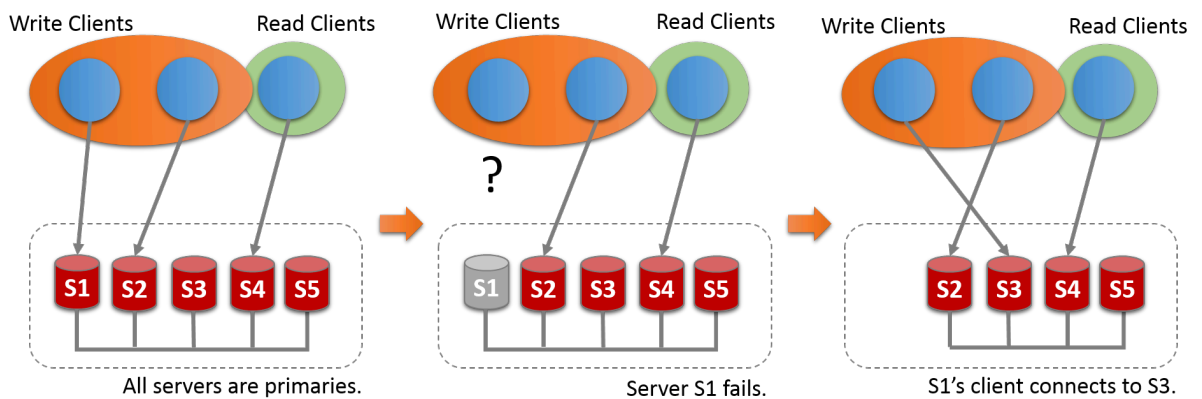 Write Clients
Read Clients
S1
S2
S3
S4
S5
All servers are primaries.
Write Clients
Read Clients
?
S1
S2
S3
S4
S5
Server S1 fails.
Write Clients
Read Clients
S2
S3
S4
S5
S1's client connects to S3.